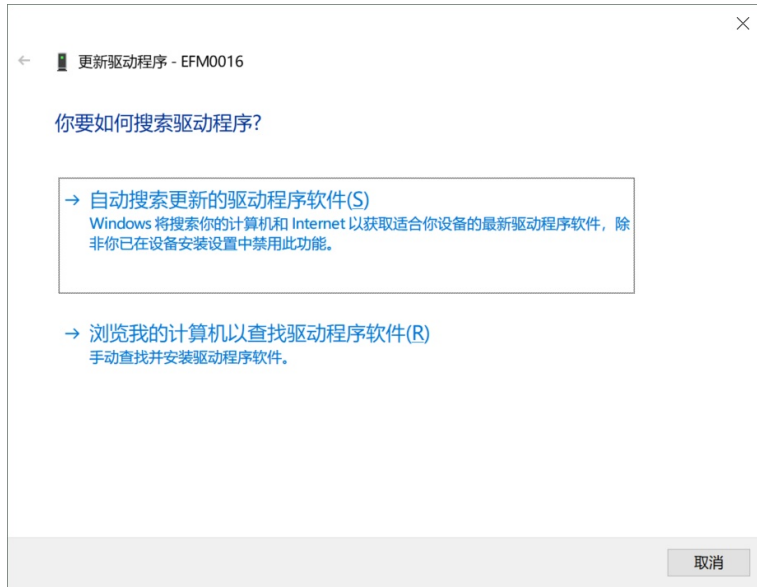 更新驱动程序 - EFM0016
你要如何搜索驱动程序?
自动搜索更新的驱动程序软件(S)
Windows 将搜索你的计算机和 Internet 以获取适合你设备的最新驱动程序软件，除
非你已在设备安装设置中禁用此功能。
浏览我的计算机以查找驱动程序软件(R)
手动查找并安装驱动程序软件。
取消